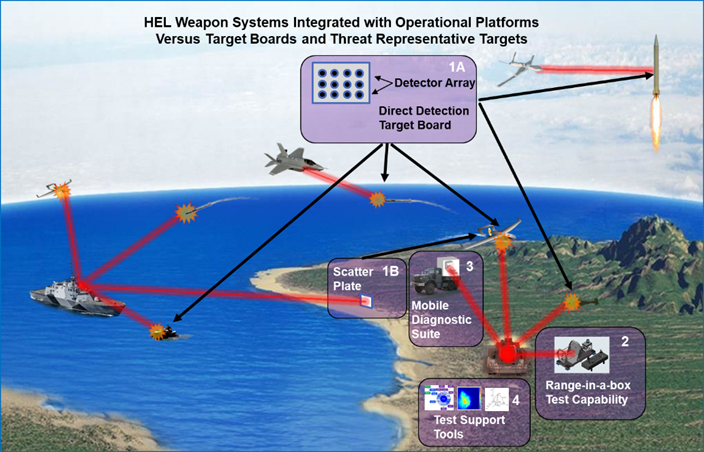 HEL Weapon Systems Integrated with Operational Platforms
Versus Target Boards and Threat Representative Targets
1A
Detector Array
Direct Detection
Target Board
Scatter 1B
Plate
3
Mobile
Diagnostic
Suite
2
Range-in-a-box
Test Capability
4
Test Support
Tools